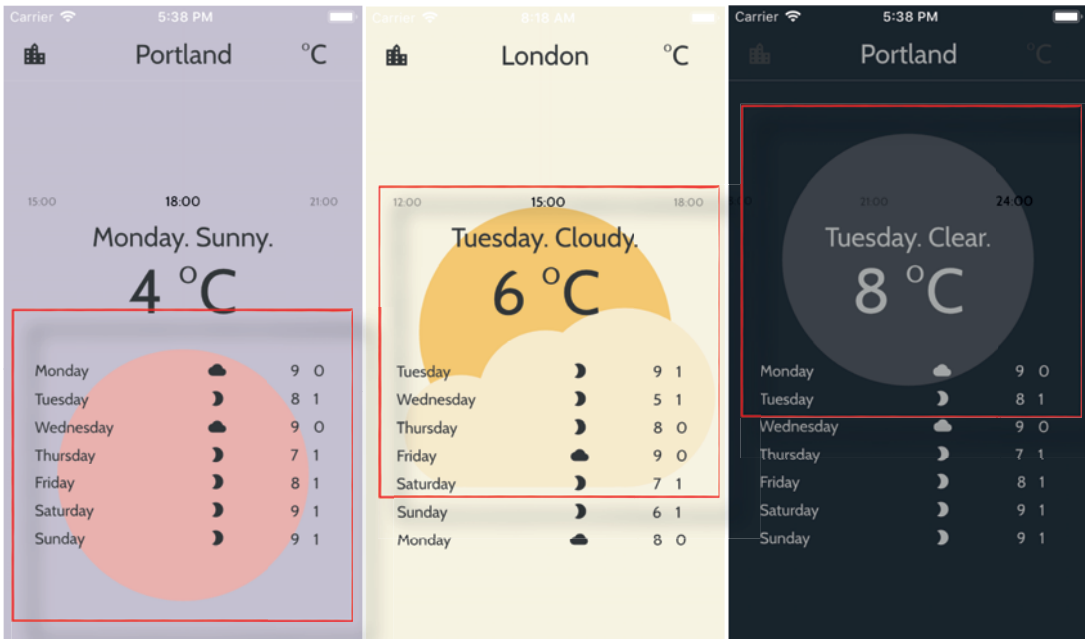 Carrier 5:38 PM
Portland °C
15:00 18:00 21:00
Monday. Sunny.
4 °C
Monday 9 0
Tuesday 8 1
Wednesday 9 0
Thursday 7 1
Friday 8 1
Saturday 9 1
Sunday 9 1
Carrier 8:18 AM
London °C
12:00 15:00 18:00
Tuesday. Cloudy.
6 °C
Tuesday 9 1
Wednesday 5 1
Thursday 8 0
Friday 9 0
Saturday 7 1
Sunday 6 1
Monday 8 0
Carrier 5:38 PM
Portland °C
21:00 24:00
Tuesday. Clear.
8 °C
Monday 9 0
Tuesday 8 1
Wednesday 9 0
Thursday 7 1
Friday 8 1
Saturday 9 1
Sunday 9 1